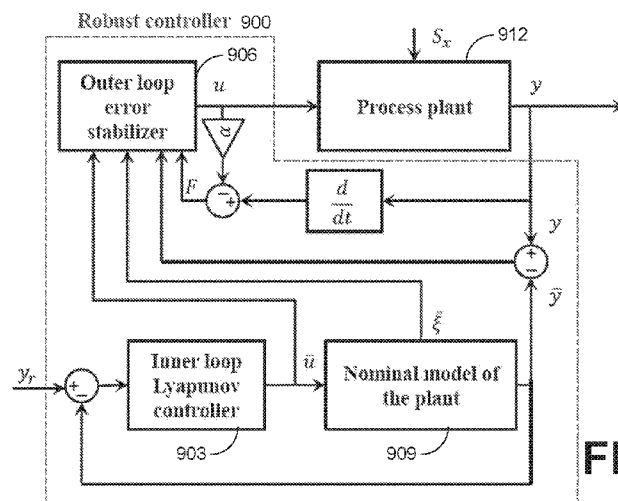 Robust controller 900
906
S_x
912
Outer loop
error
stabilizer
u
Process plant
y
α
F
-
+
d
dt
y
+
-
ȳ
ξ̄
y_r
+
-
Inner loop
Lyapunov
controller
ū
Nominal model of
the plant
903
909